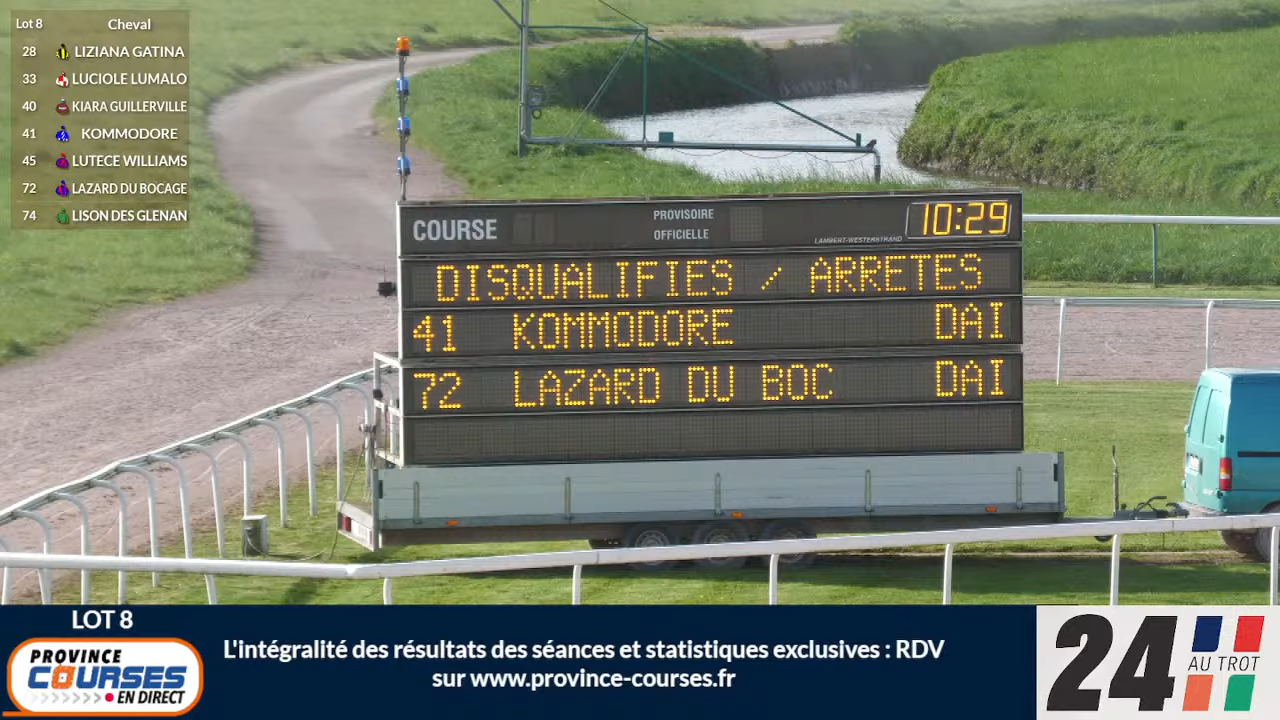 Lot 8 Cheval
28 LIZIANA GATINA
33 LUCIOLE LUMALO
40 KIARA GUILLERVILLE
41 KOMMODORE
45 LUTECE WILLIAMS
72 LAZARD DU BOCAGE
74 LISON DES GLENAN
COURSE PROVISOIRE 10:29
OFFICIELLE LAMBERT-WESTERSTRAND
DISQUALIFIES / ARRETES
41 KOMMODORE DAI
72 LAZARD DU BOC DAI
LOT 8
PROVINCE
COURSES
EN DIRECT
L'intégralité des résultats des séances et statistiques exclusives : RDV
sur www.province-courses.fr
24
AU TROT